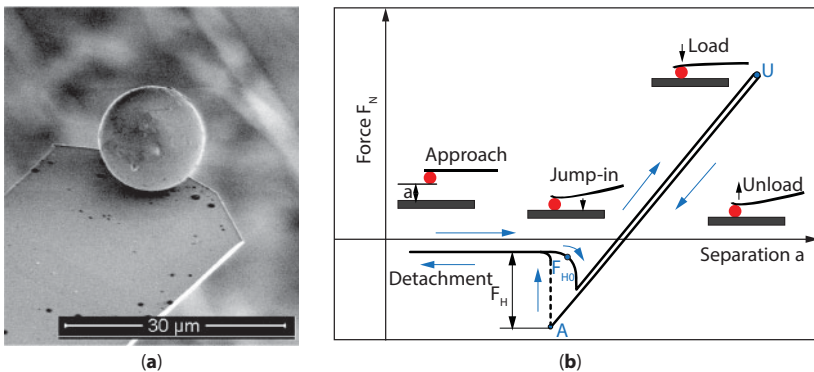 30 µm
(a)
Force F_N
Approach
a
Jump-in
Load
U
Unload
Separation a
Detachment
F_H
F_H0
A
(b)